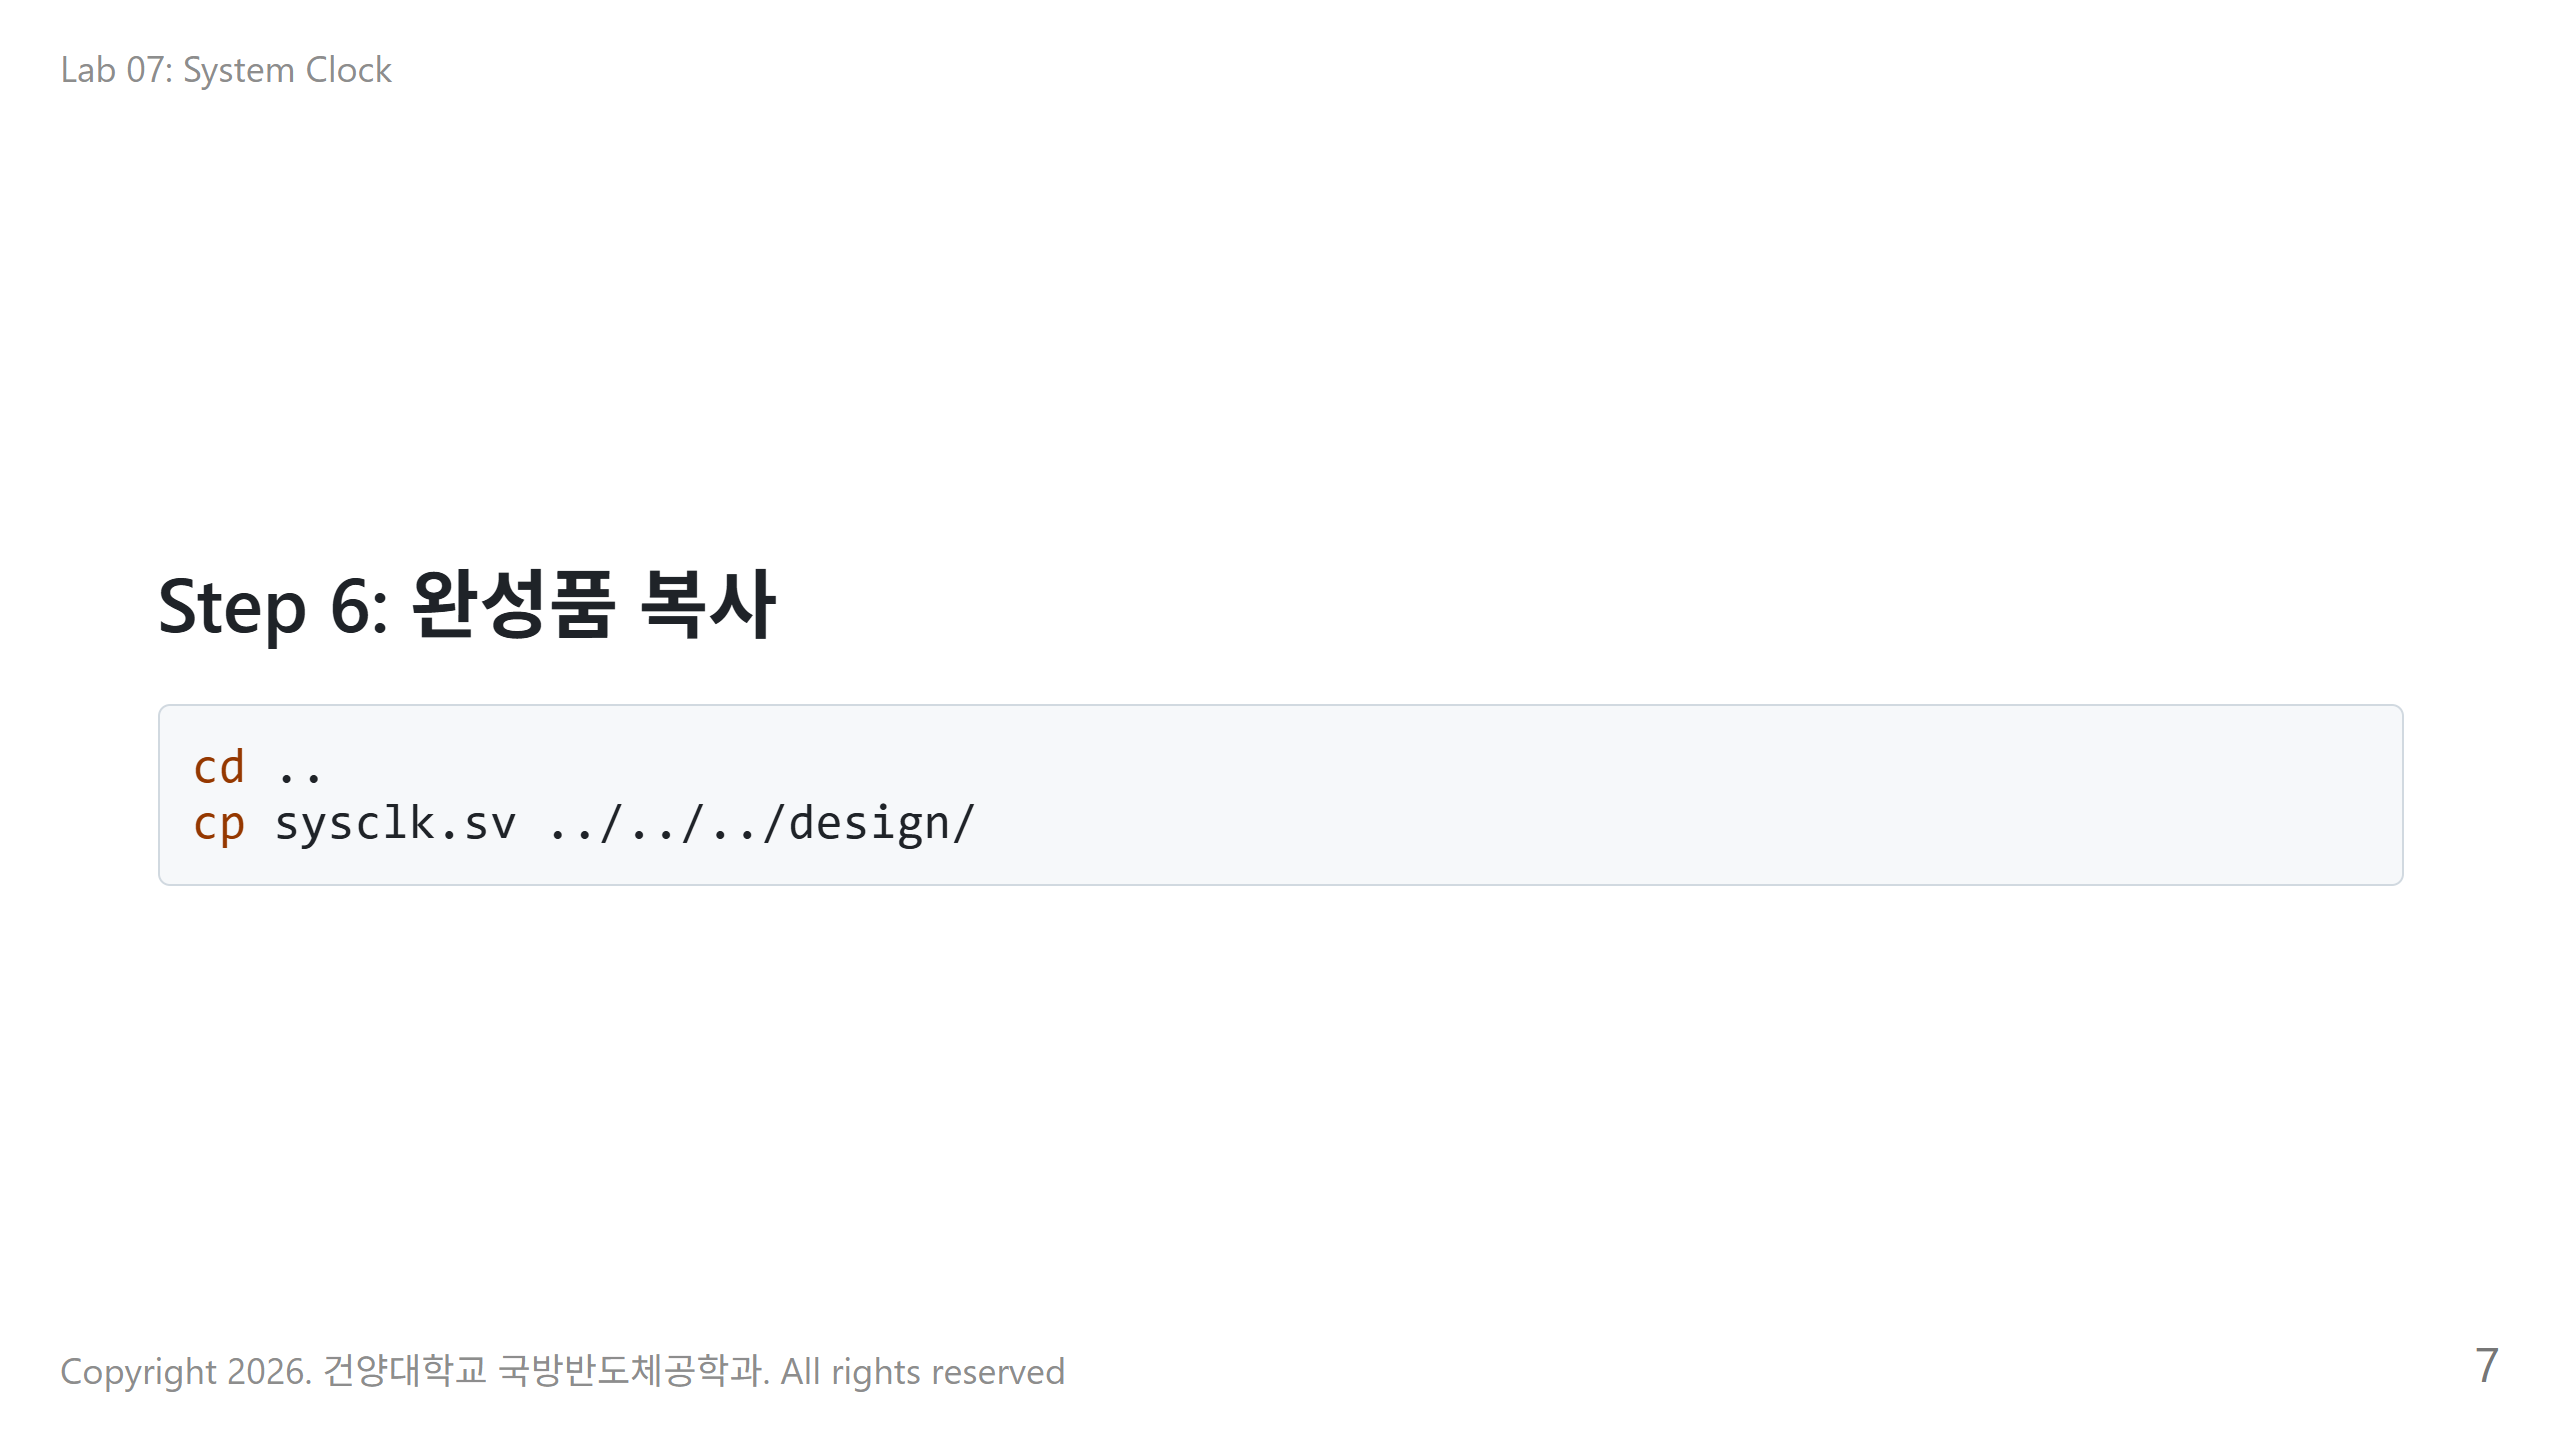 Lab 07: System Clock
Step 6: 완성품 복사
cd ..
cp sysclk.sv ../../../design/
Copyright 2026. 건양대학교 국방반도체공학과. All rights reserved
7